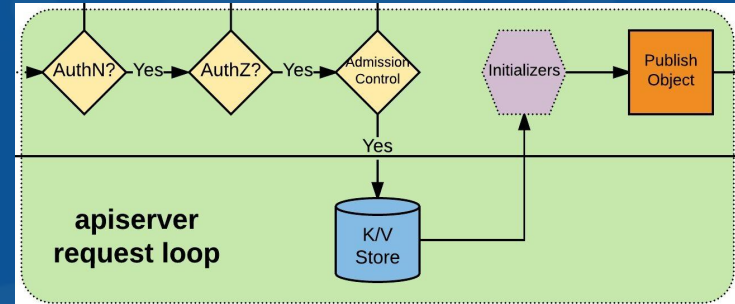 AuthN?
Yes
AuthZ?
Yes
Admission
Control
Initializers
Publish
Object
Yes
apiserver
request loop
K/V
Store